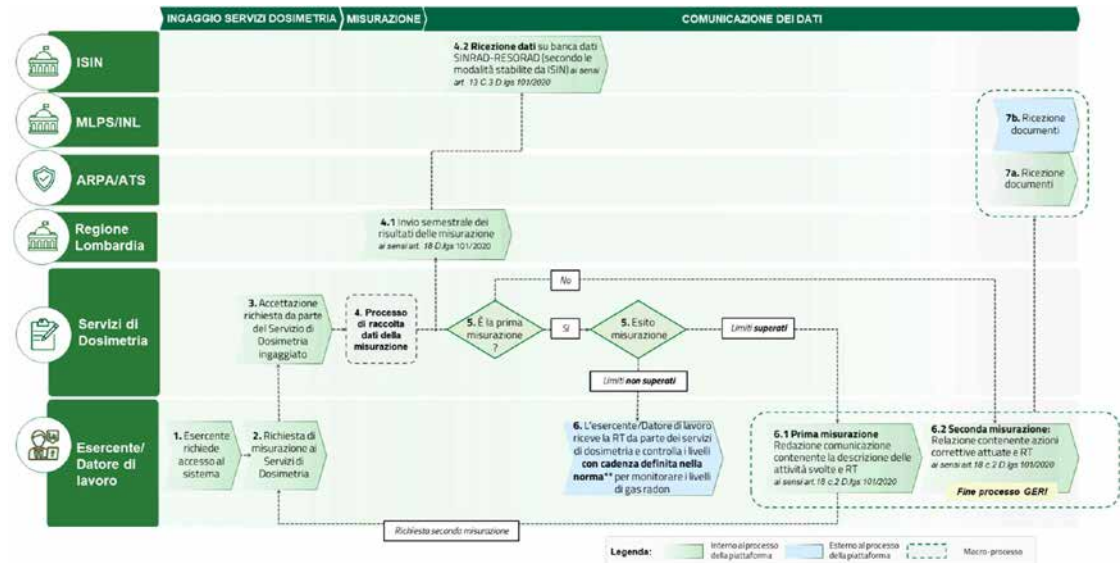 INGAGGIO SERVIZI DOSIMETRIA
MISURAZIONE
COMUNICAZIONE DEI DATI
ISIN
4.2 Ricezione dati su banca dati
SINRAD-RESORAD (secondo le
modalità stabilite da ISIN) ai sensi
art. 13 C.3 D.lgs 101/2020
MLPS/INL
7b. Ricezione
documenti
ARPA/ATS
7a. Ricezione
documenti
Regione
Lombardia
4.1 Invio semestrale dei
risultati delle misurazione
ai sensi art. 18 D.lgs 101/2020
Servizi di
Dosimetria
3. Accettazione
richiesta da parte
del Servizio di
Dosimetria
ingaggiato
4. Processo
di raccolta
dati della
misurazione
5. È la prima
misurazione
?
No
SI
5. Esito
misurazione
Limiti superati
Limiti non superati
Esercente/
Datore di
lavoro
1. Esercente
richiede
accesso al
sistema
2. Richiesta di
misurazione ai
Servizi di
Dosimetria
6. L'esercente/Datore di lavoro
riceve la RT da parte dei servizi
di dosimetria e controlla i livelli
con cadenza definita nella
norma** per monitorare i livelli
di gas radon
6.1 Prima misurazione
Redazione comunicazione
contenente la descrizione delle
attività svolte e RT
ai sensi art.18 c.2 D.lgs 101/2020
6.2 Seconda misurazione:
Relazione contenente azioni
correttive attuate e RT
ai sensi art.18 c.2 D.lgs 101/2020
Fine processo GERI
Richiesta seconda misurazione
Legenda:
Interno al processo
della piattaforma
Esterno al processo
della piattaforma
Macro-processo